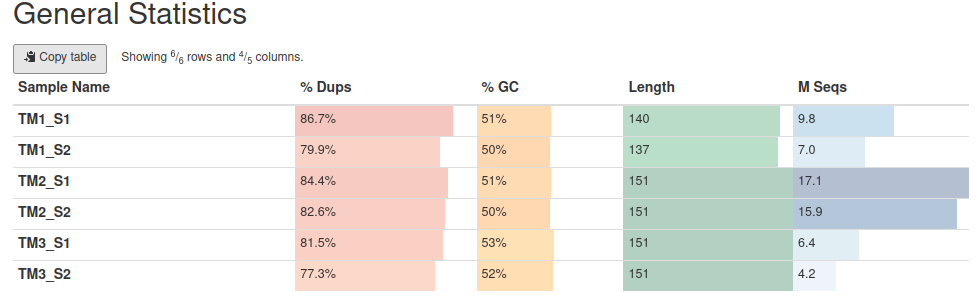 General Statistics
Copy table Showing 6/6 rows and 4/5 columns.
Sample Name % Dups % GC Length M Seqs
TM1_S1 86.7% 51% 140 9.8
TM1_S2 79.9% 50% 137 7.0
TM2_S1 84.4% 51% 151 17.1
TM2_S2 82.6% 50% 151 15.9
TM3_S1 81.5% 53% 151 6.4
TM3_S2 77.3% 52% 151 4.2